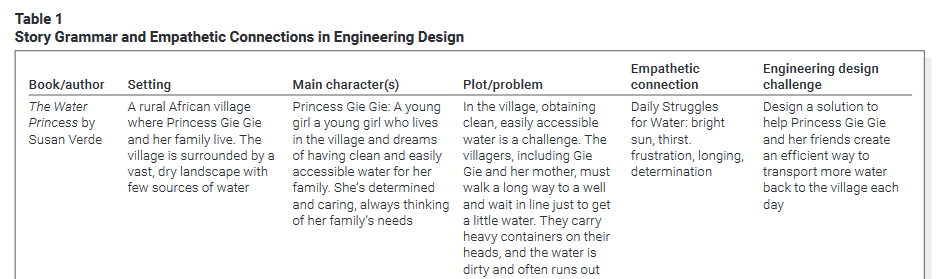 Table 1
Story Grammar and Empathetic Connections in Engineering Design
Book/author
Setting
Main character(s)
Plot/problem
Empathetic
connection
Engineering design
challenge
The Water
Princess by
Susan Verde
A rural African village
where Princess Gie Gie
and her family live. The
village is surrounded by a
vast, dry landscape with
few sources of water
Princess Gie Gie: A young
girl a young girl who lives
in the village and dreams
of having clean and easily
accessible water for her
family. She’s determined
and caring, always thinking
of her family’s needs
In the village, obtaining
clean, easily accessible
water is a challenge. The
villagers, including Gie
Gie and her mother, must
walk a long way to a well
and wait in line just to get
a little water. They carry
heavy containers on their
heads, and the water is
dirty and often runs out
Daily Struggles
for Water: bright
sun, thirst.
frustration, longing,
determination
Design a solution to
help Princess Gie Gie
and her friends create
an efficient way to
transport more water
back to the village each
day